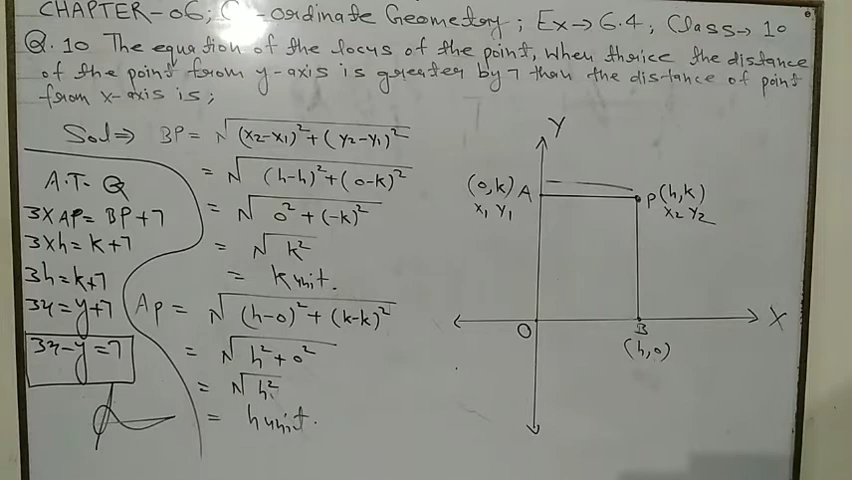 CHAPTER-06; C -ordinate Geometry; Ex→6.4, Class→10
Q.10 The equation of the locus of the point, when thrice the distance
of the point from y-axis is greater by 7 than the distance of point
from x-axis is;
Sol⇒ BP = √(x2-x1)²+(y2-y1)²
= √(h-h)²+(0-k)²
= √0²+(-k)²
= √k²
= k unit.
AP = √(h-0)²+(k-k)²
= √h²+0²
= √h²
= h unit.
A.T.Q
3×AP=BP+7
3×h=k+7
3h=k+7
3x=y+7
3x-y=7
Y
(0,k) A
x1 y1
P(h,k)
x2 y2
O
B
X
(h,0)